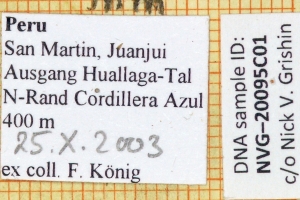 Peru
San Martin, Juanjui
Ausgang Huallaga-Tal
N-Rand Cordillera Azul
400 m
25.X.2003
ex coll. F. König
DNA sample ID:
NVG-20095C01
c/o Nick V. Grishin